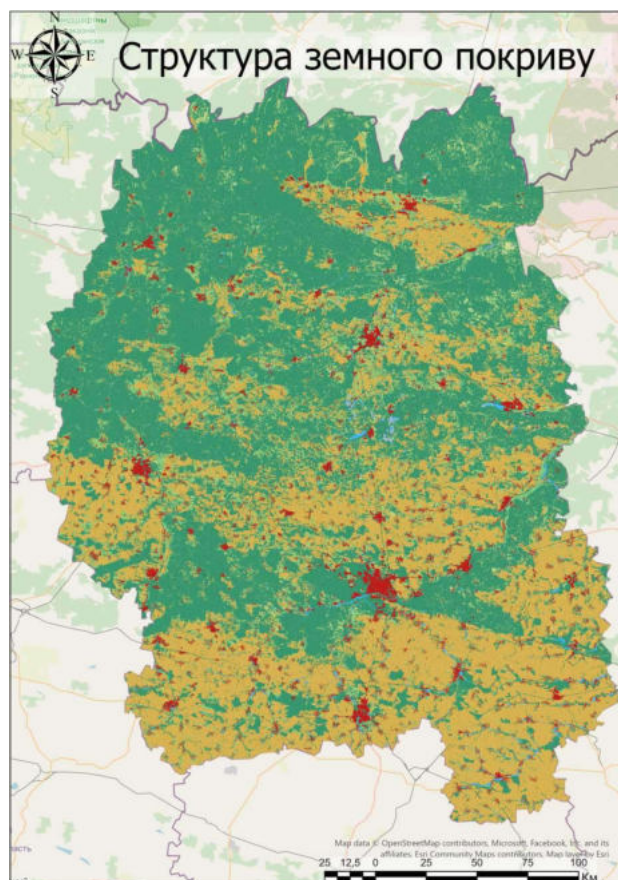 N
W E
S
Структура земного покриву
Map data © OpenStreetMap contributors, Microsoft, Facebook, Inc. and its
affiliates, Esri Community Maps contributors, Map layer by Esri
25 12,5 0 25 50 75 100
Км